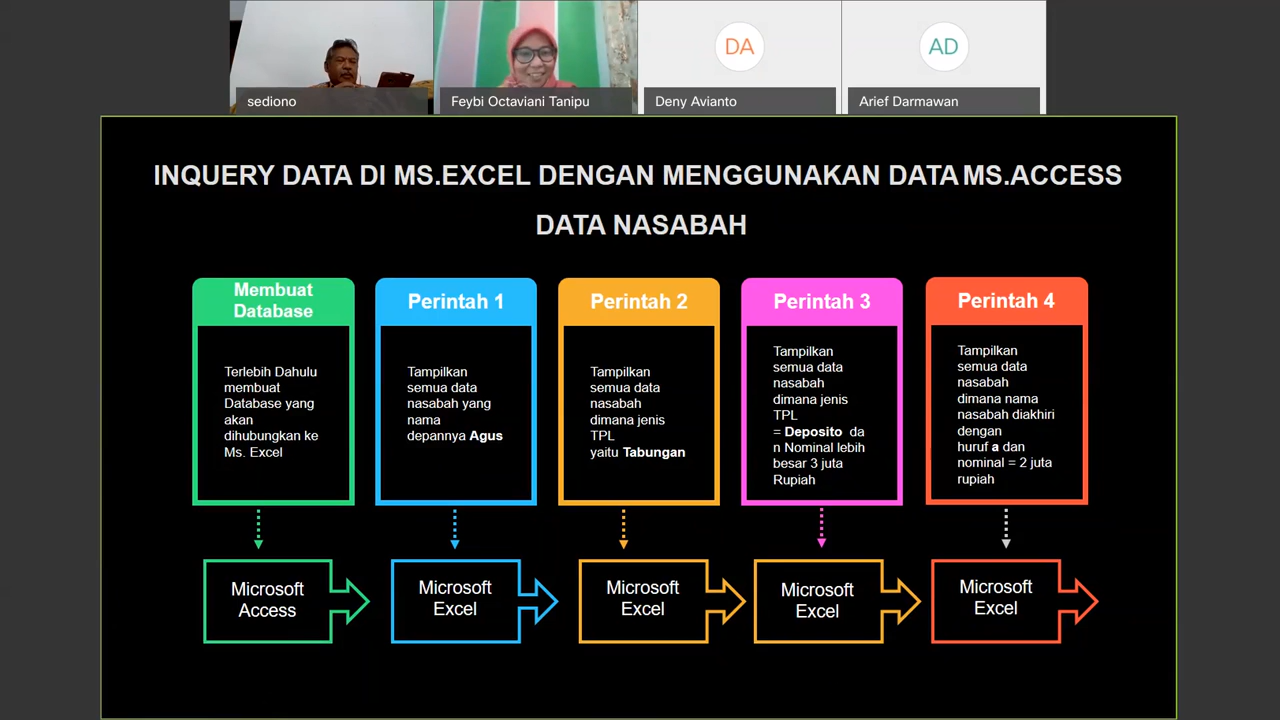 DA
AD
sediono
Feybi Octaviani Tanipu
Deny Avianto
Arief Darmawan
INQUERY DATA DI MS.EXCEL DENGAN MENGGUNAKAN DATA MS.ACCESS
DATA NASABAH
Membuat
Database
Terlebih Dahulu
membuat
Database yang
akan
dihubungkan ke
Ms. Excel
Perintah 1
Tampilkan
semua data
nasabah yang
nama
depannya Agus
Perintah 2
Tampilkan
semua data
nasabah
dimana jenis
TPL
yaitu Tabungan
Perintah 3
Tampilkan
semua data
nasabah
dimana jenis
TPL
= Deposito da
n Nominal lebih
besar 3 juta
Rupiah
Perintah 4
Tampilkan
semua data
nasabah
dimana nama
nasabah diakhiri
dengan
huruf a dan
nominal = 2 juta
rupiah
Microsoft
Access
Microsoft
Excel
Microsoft
Excel
Microsoft
Excel
Microsoft
Excel